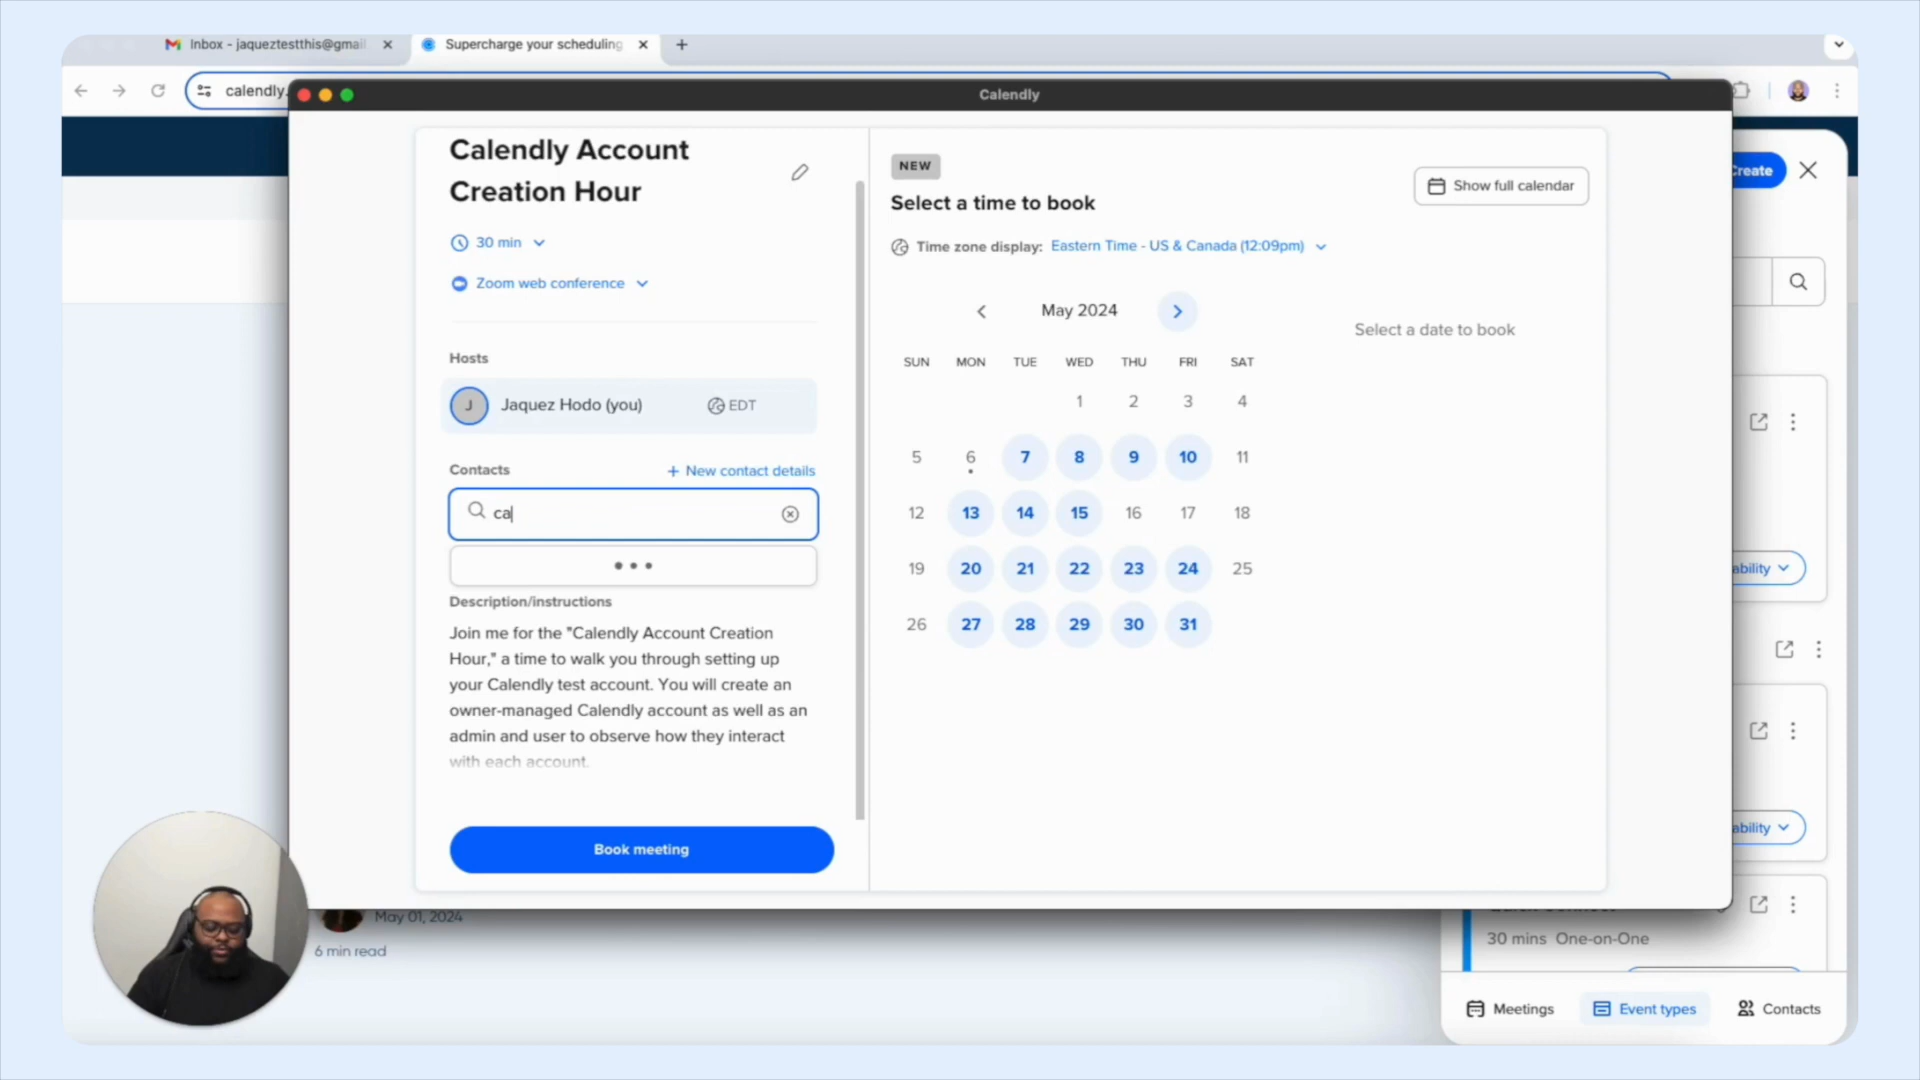 Inbox - jaqueztestthis@gmail
Supercharge your scheduling
calendly.
Calendly
Create
Calendly Account
Creation Hour
30 min
Zoom web conference
Hosts
J
Jaquez Hodo (you)
EDT
Contacts
+ New contact details
ca
Description/instructions
Join me for the "Calendly Account Creation
Hour," a time to walk you through setting up
your Calendly test account. You will create an
owner-managed Calendly account as well as an
admin and user to observe how they interact
with each account.
Book meeting
NEW
Select a time to book
Show full calendar
Time zone display: Eastern Time - US & Canada (12:09pm)
May 2024
Select a date to book
SUN MON TUE WED THU FRI SAT
1 2 3 4
5 6 7 8 9 10 11
12 13 14 15 16 17 18
19 20 21 22 23 24 25
26 27 28 29 30 31
ability
ability
May 01, 2024
6 min read
30 mins One-on-One
Meetings
Event types
Contacts